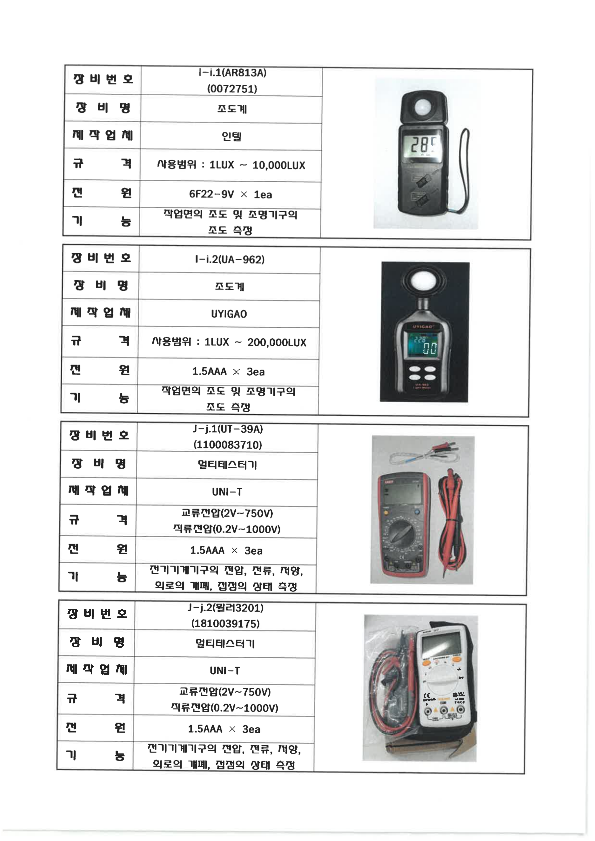 장 비 번 호
I-i.1(AR813A)
(0072751)
장 비 명
조도계
제 작 업 체
인텔
규 격
사용범위 : 1LUX ~ 10,000LUX
전 원
6F22-9V × 1ea
기 능
작업면의 조도 및 조명기구의
조도 측정
285
장 비 번 호
I-i.2(UA-962)
장 비 명
조도계
제 작 업 체
UYIGAO
규 격
사용범위 : 1LUX ~ 200,000LUX
전 원
1.5AAA × 3ea
기 능
작업면의 조도 및 조명기구의
조도 측정
UYIGAO
장 비 번 호
J-j.1(UT-39A)
(1100083710)
장 비 명
멀티테스터기
제 작 업 체
UNI-T
규 격
교류전압(2V~750V)
직류전압(0.2V~1000V)
전 원
1.5AAA × 3ea
기 능
전기기계기구의 전압, 전류, 저항,
회로의 개폐, 접점의 상태 측정
장 비 번 호
J-j.2(멀러3201)
(1810039175)
장 비 명
멀티테스터기
제 작 업 체
UNI-T
규 격
교류전압(2V~750V)
직류전압(0.2V~1000V)
전 원
1.5AAA × 3ea
기 능
전기기계기구의 전압, 전류, 저항,
회로의 개폐, 접점의 상태 측정